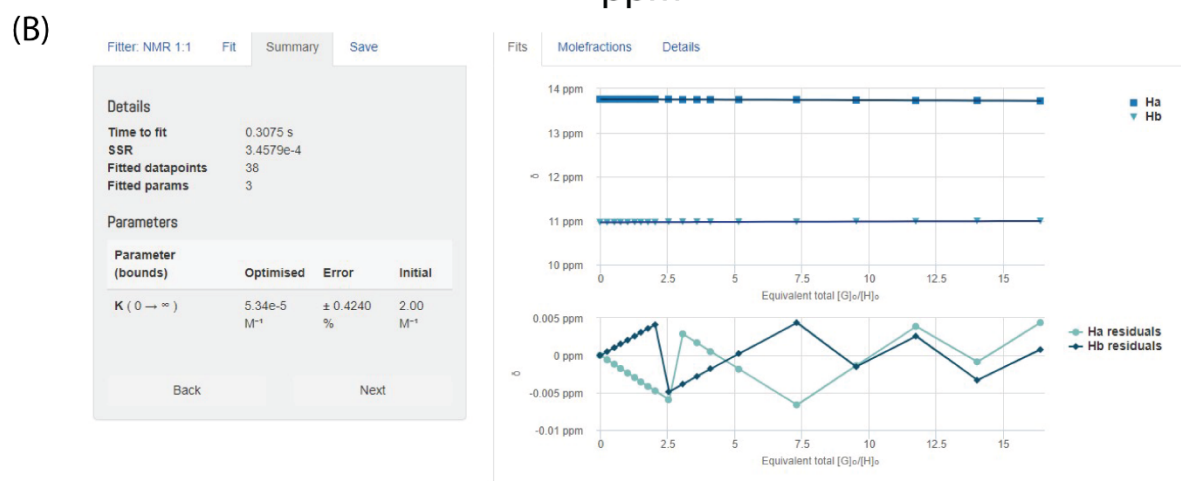 (B)
Fitter: NMR 1:1 Fit Summary Save
Details
Time to fit 0.3075 s
SSR 3.4579e-4
Fitted datapoints 38
Fitted params 3
Parameters
Parameter
(bounds) Optimised Error Initial
K ( 0 → ∞ ) 5.34e-5 ± 0.4240 2.00
M⁻¹ % M⁻¹
Back Next
Fits Molefractions Details
14 ppm
13 ppm
12 ppm
11 ppm
10 ppm
δ
0 2.5 5 7.5 10 12.5 15
Equivalent total [G]₀/[H]₀
Ha
Hb
0.005 ppm
0 ppm
-0.005 ppm
-0.01 ppm
δ
0 2.5 5 7.5 10 12.5 15
Equivalent total [G]₀/[H]₀
Ha residuals
Hb residuals